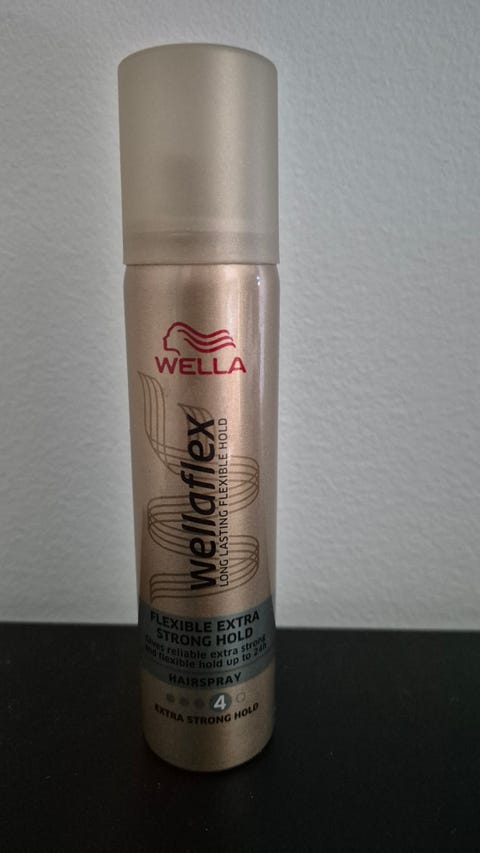 WELLA
wellaflex
LONG LASTING FLEXIBLE HOLD
FLEXIBLE EXTRA
STRONG HOLD
Gives reliable extra strong
and flexible hold up to 24h
HAIRSPRAY
4
EXTRA STRONG HOLD